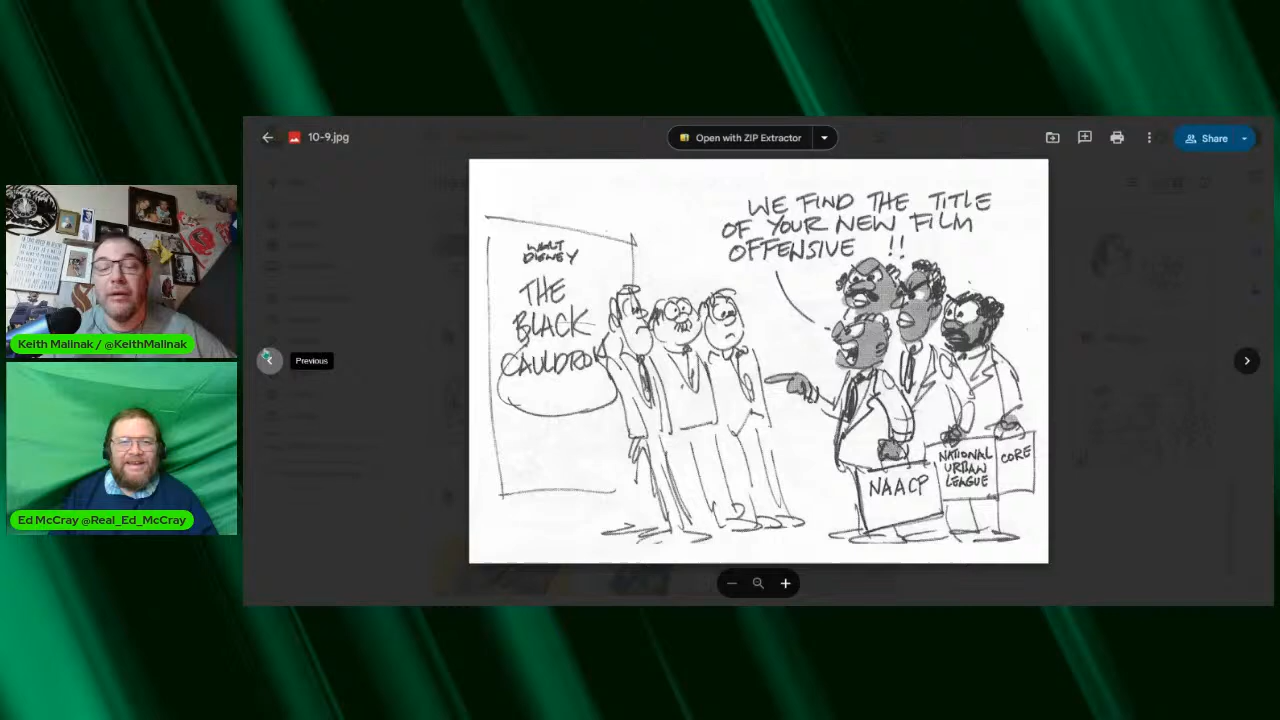 10-9.jpg
Open with ZIP Extractor
Share
WE FIND THE TITLE
OF YOUR NEW FILM
OFFENSIVE !!
WALT
DISNEY
THE
BLACK
CAULDRON
NAACP
NATIONAL
URBAN
LEAGUE
CORE
Previous
Keith Malinak / @KeithMalinak
Ed McCray @Real_Ed_McCray